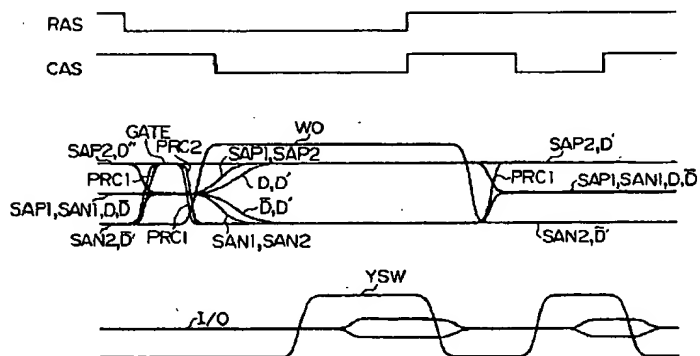 RAS
CAS
WO
GATE
PRC2
SAP2,D"
SAP1,SAP2
SAP2,D'
PRC1
PRC1
D,D'
SAP1,SAN1,D,D̅
SAP1,SAN1,D,D̅
D̅,D'
SAN2,D̅'
PRC1
SAN1,SAN2
SAN2,D̅'
YSW
I/O